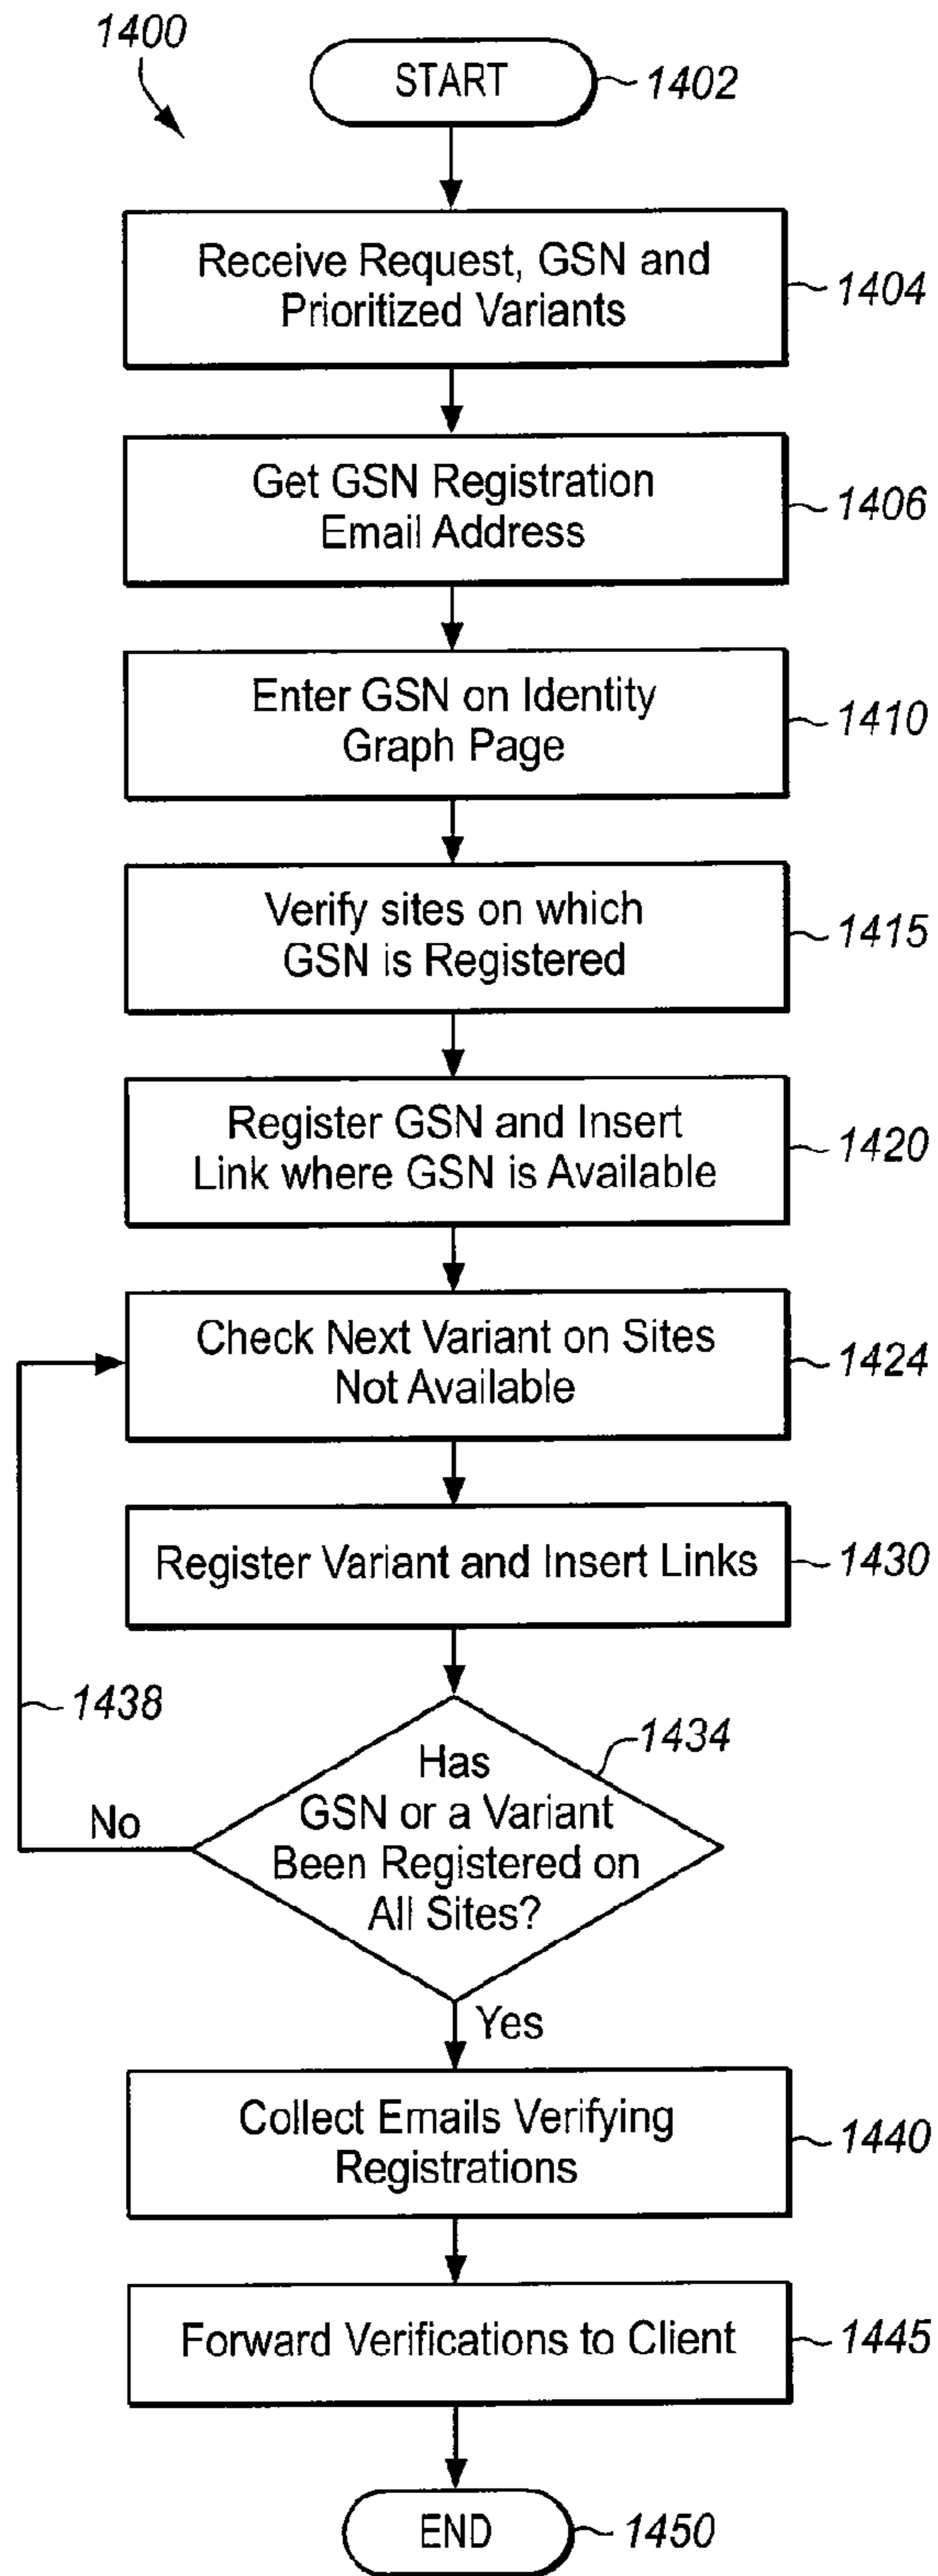 1400
START
1402
Receive Request, GSN and
Prioritized Variants
1404
Get GSN Registration
Email Address
1406
Enter GSN on Identity
Graph Page
1410
Verify sites on which
GSN is Registered
1415
Register GSN and Insert
Link where GSN is Available
1420
Check Next Variant on Sites
Not Available
1424
Register Variant and Insert Links
1430
1438
1434
Has
GSN or a Variant
Been Registered on
All Sites?
No
Yes
Collect Emails Verifying
Registrations
1440
Forward Verifications to Client
1445
END
1450